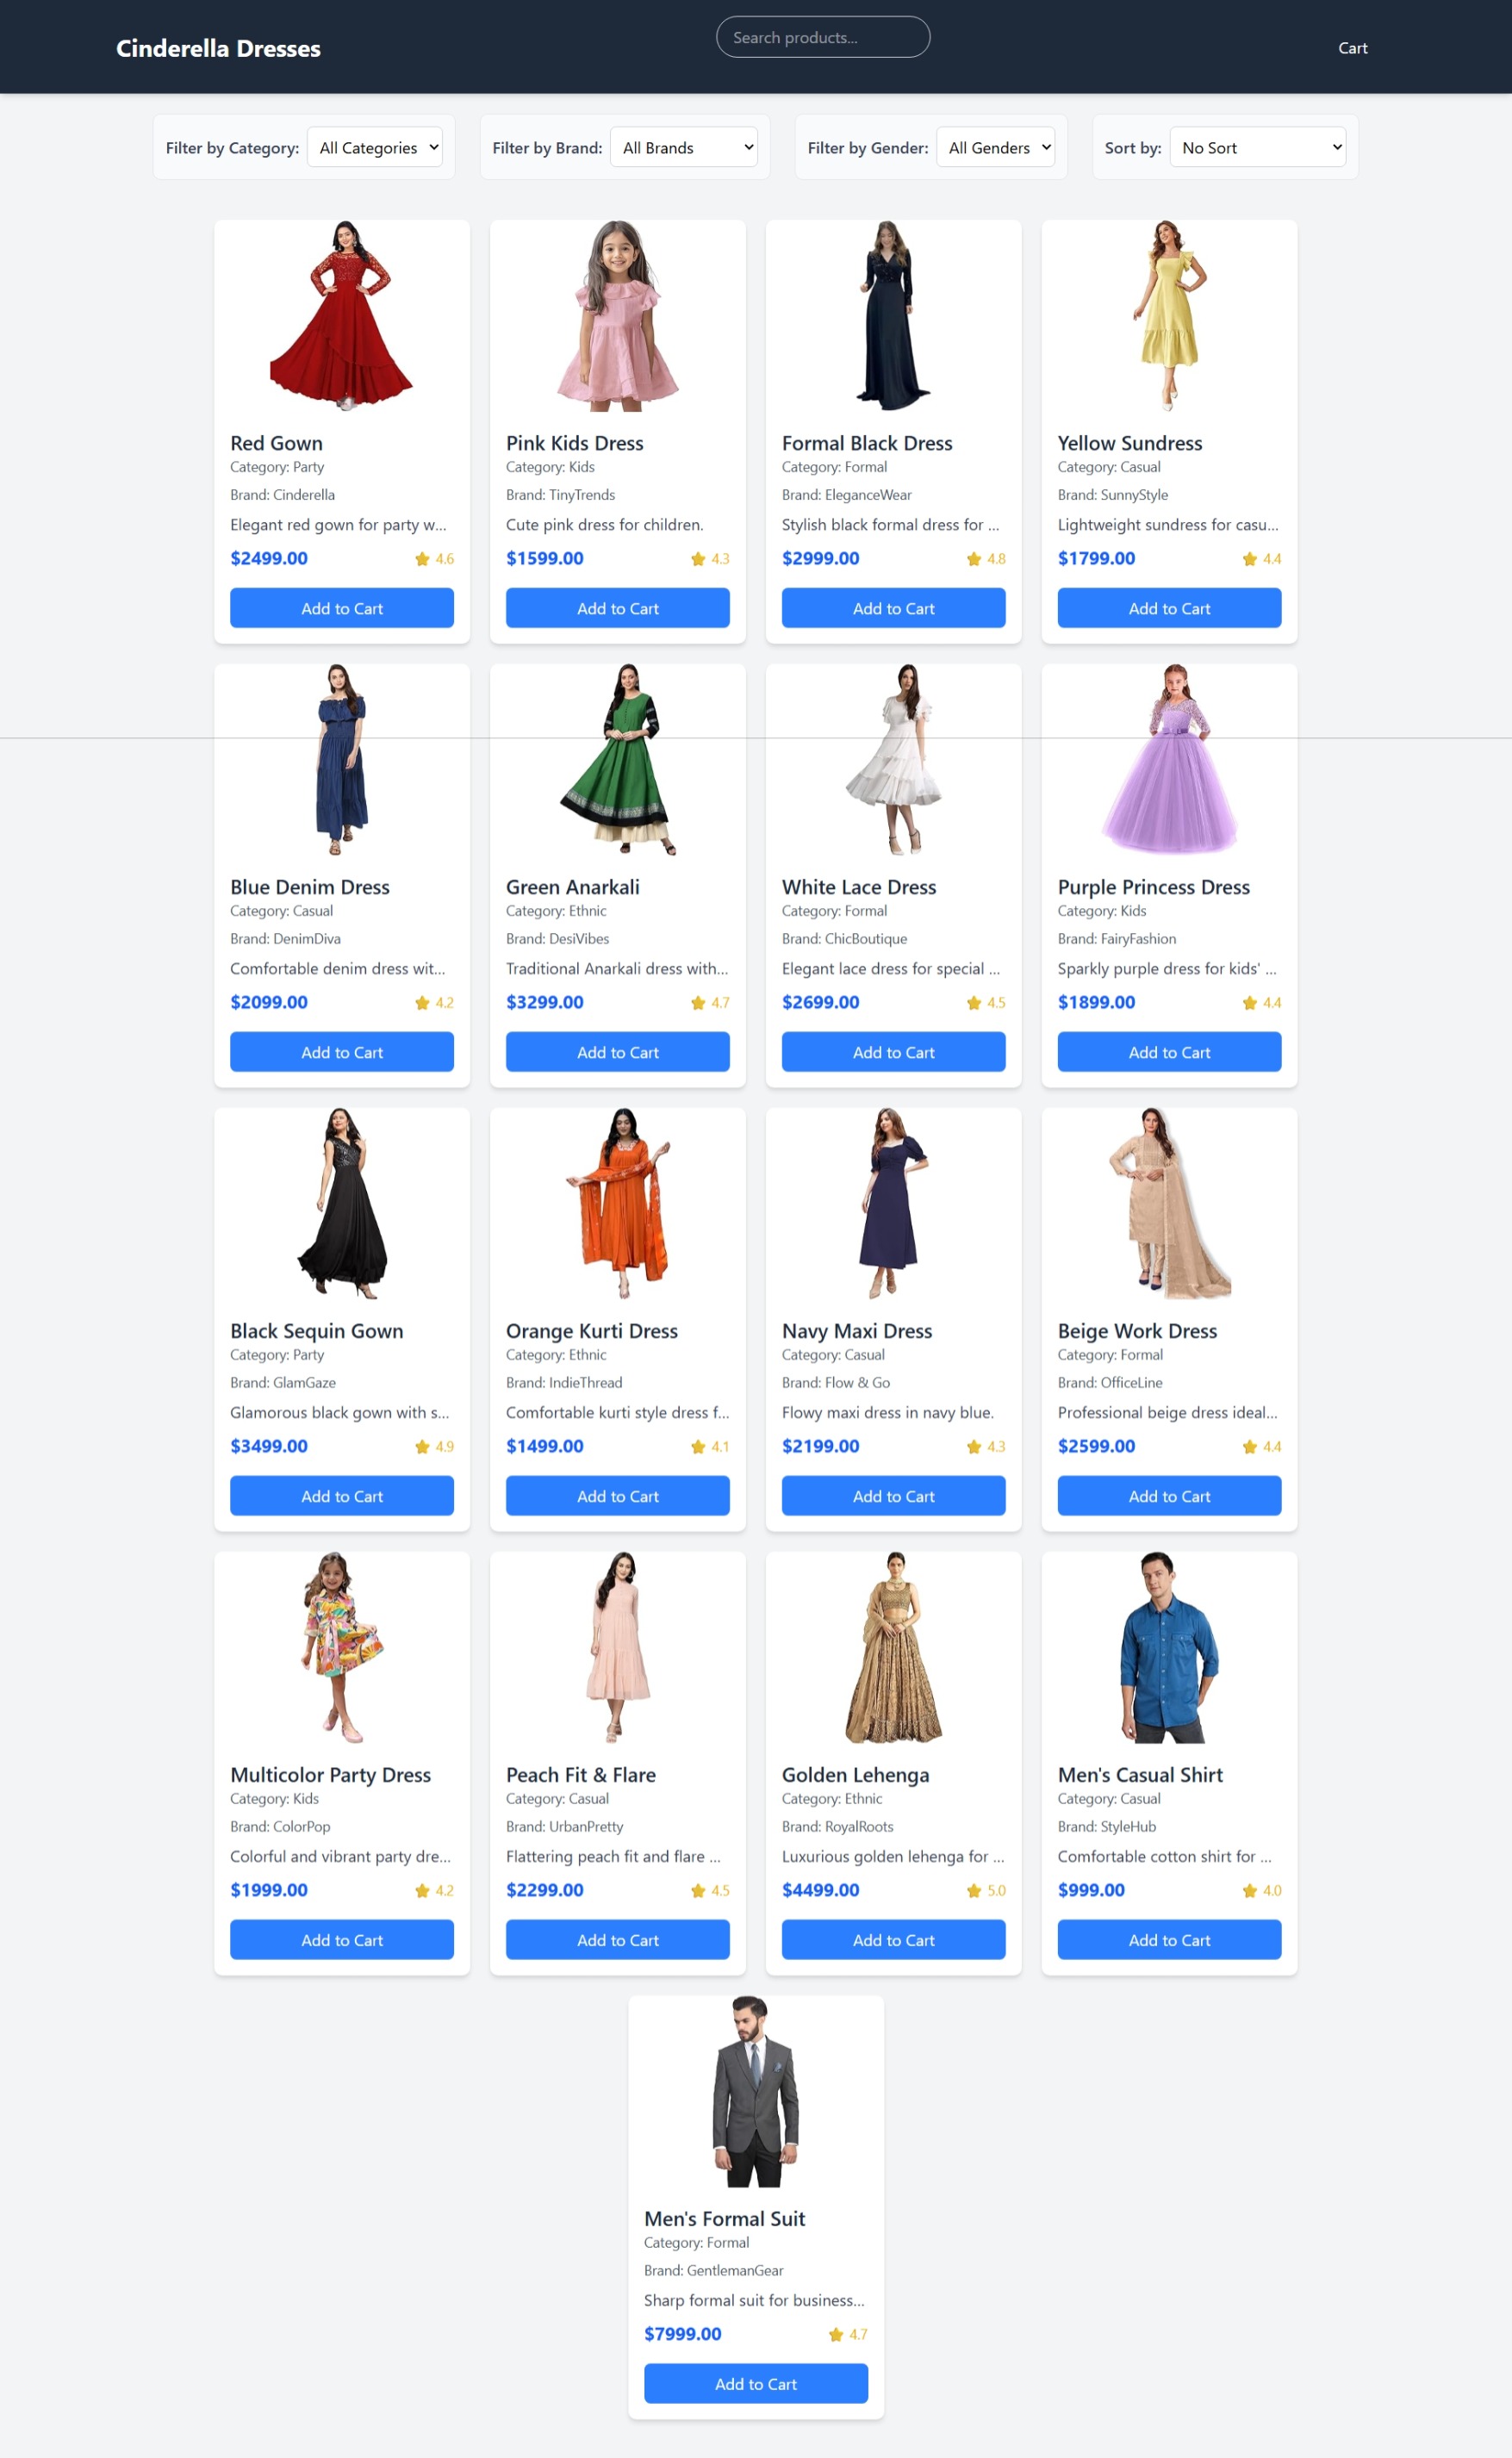 Cinderella Dresses
Search products...
Cart
Filter by Category: All Categories
Filter by Brand: All Brands
Filter by Gender: All Genders
Sort by: No Sort
Red Gown
Category: Party
Brand: Cinderella
Elegant red gown for party w...
$2499.00 4.6
Add to Cart
Pink Kids Dress
Category: Kids
Brand: TinyTrends
Cute pink dress for children.
$1599.00 4.3
Add to Cart
Formal Black Dress
Category: Formal
Brand: EleganceWear
Stylish black formal dress for ...
$2999.00 4.8
Add to Cart
Yellow Sundress
Category: Casual
Brand: SunnyStyle
Lightweight sundress for casu...
$1799.00 4.4
Add to Cart
Blue Denim Dress
Category: Casual
Brand: DenimDiva
Comfortable denim dress wit...
$2099.00 4.2
Add to Cart
Green Anarkali
Category: Ethnic
Brand: DesiVibes
Traditional Anarkali dress with...
$3299.00 4.7
Add to Cart
White Lace Dress
Category: Formal
Brand: ChicBoutique
Elegant lace dress for special ...
$2699.00 4.5
Add to Cart
Purple Princess Dress
Category: Kids
Brand: FairyFashion
Sparkly purple dress for kids' ...
$1899.00 4.4
Add to Cart
Black Sequin Gown
Category: Party
Brand: GlamGaze
Glamorous black gown with s...
$3499.00 4.9
Add to Cart
Orange Kurti Dress
Category: Ethnic
Brand: IndieThread
Comfortable kurti style dress f...
$1499.00 4.1
Add to Cart
Navy Maxi Dress
Category: Casual
Brand: Flow & Go
Flowy maxi dress in navy blue.
$2199.00 4.3
Add to Cart
Beige Work Dress
Category: Formal
Brand: OfficeLine
Professional beige dress ideal...
$2599.00 4.4
Add to Cart
Multicolor Party Dress
Category: Kids
Brand: ColorPop
Colorful and vibrant party dre...
$1999.00 4.2
Add to Cart
Peach Fit & Flare
Category: Casual
Brand: UrbanPretty
Flattering peach fit and flare ...
$2299.00 4.5
Add to Cart
Golden Lehenga
Category: Ethnic
Brand: RoyalRoots
Luxurious golden lehenga for ...
$4499.00 5.0
Add to Cart
Men's Casual Shirt
Category: Casual
Brand: StyleHub
Comfortable cotton shirt for ...
$999.00 4.0
Add to Cart
Men's Formal Suit
Category: Formal
Brand: GentlemanGear
Sharp formal suit for business...
$7999.00 4.7
Add to Cart